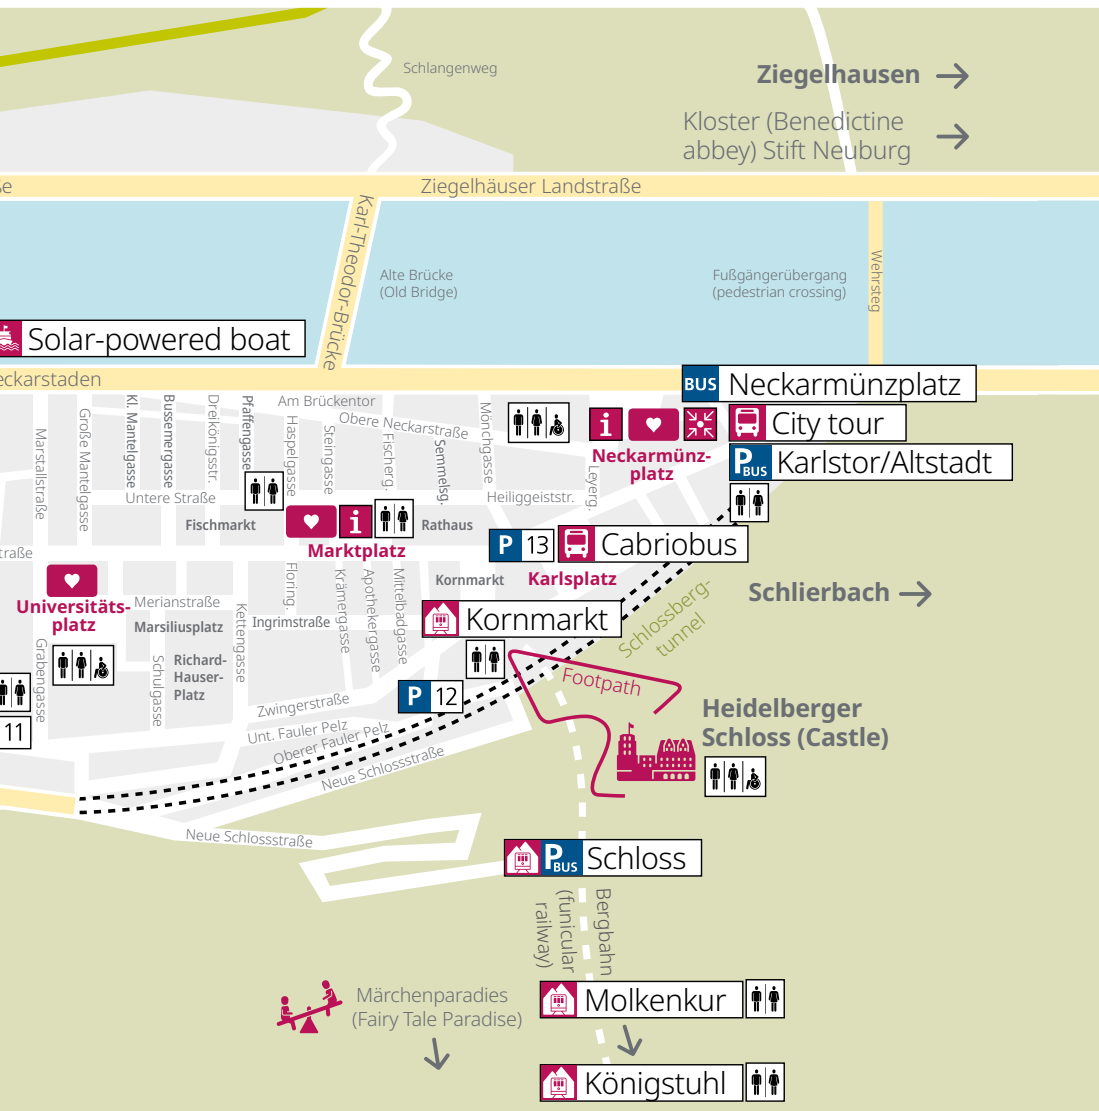 Schlangenweg
Ziegelhausen
Kloster (Benedictine
abbey) Stift Neuburg
ße
Ziegelhäuser Landstraße
Karl-Theodor-Brücke
Alte Brücke
(Old Bridge)
Fußgängerübergang
(pedestrian crossing)
Wehrsteg
Solar-powered boat
eckarstaden
BUS Neckarmünzplatz
City tour
P BUS Karlstor/Altstadt
i
Neckarmünz-
platz
Am Brückentor
Obere Neckarstraße
Marstallstraße
Große Mantelgasse
Kl. Mantelgasse
Bussemergasse
Dreikönigsstr.
Pfaffengasse
Haspelgasse
Steingasse
Fischerg.
Semmelsg.
Mönchgasse
Leyerg.
Untere Straße
Heiliggeiststr.
Fischmarkt
i
Rathaus
Marktplatz
traße
P 13
Cabriobus
Kornmarkt
Karlsplatz
Schlierbach
Universitäts-
platz
Merianstraße
Marsiliusplatz
Ingrimstraße
Floring.
Krämergasse
Apothekergasse
Mittelbadgasse
Kettengasse
Kornmarkt
Schlossberg-
tunnel
Grabengasse
Schulgasse
Richard-
Hauser-
Platz
11
P 12
Footpath
Zwingerstraße
Unt. Fauler Pelz
Oberer Fauler Pelz
Neue Schlossstraße
Heidelberger
Schloss (Castle)
Neue Schlossstraße
P BUS Schloss
Bergbahn
(funicular
railway)
Märchenparadies
(Fairy Tale Paradise)
Molkenkur
Königstuhl